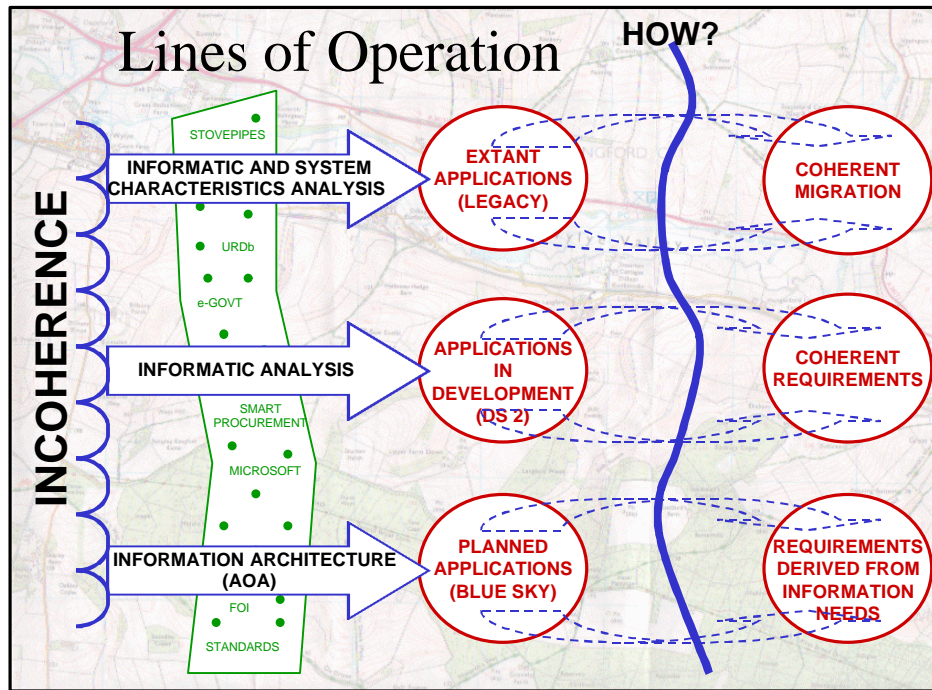 Lines of Operation
HOW?
INCOHERENCE
STOVEPIPES
INFORMATIC AND SYSTEM
CHARACTERISTICS ANALYSIS
EXTANT
APPLICATIONS
(LEGACY)
COHERENT
MIGRATION
URDb
e-GOVT
INFORMATIC ANALYSIS
APPLICATIONS
IN
DEVELOPMENT
(DS 2)
COHERENT
REQUIREMENTS
SMART
PROCUREMENT
MICROSOFT
INFORMATION ARCHITECTURE
(AOA)
PLANNED
APPLICATIONS
(BLUE SKY)
REQUIREMENTS
DERIVED FROM
INFORMATION
NEEDS
FOI
STANDARDS